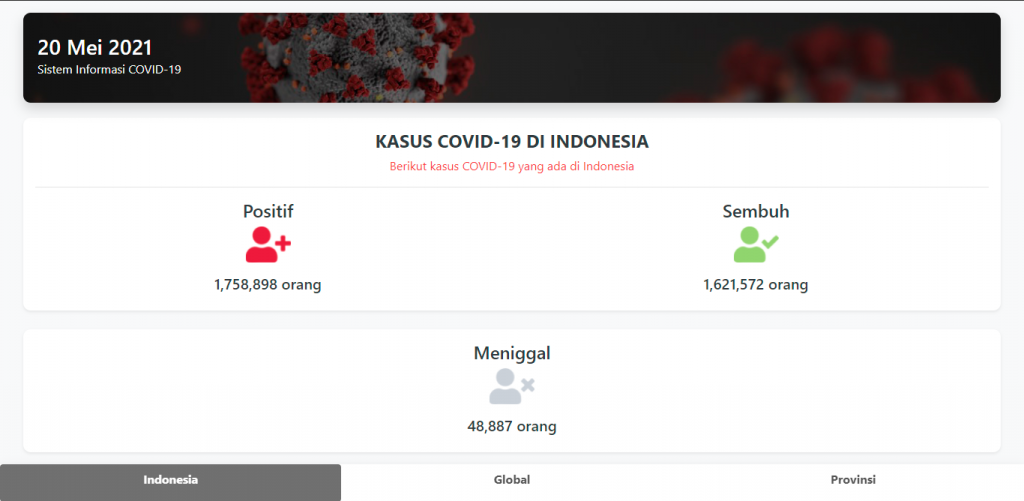 20 Mei 2021
Sistem Informasi COVID-19
KASUS COVID-19 DI INDONESIA
Berikut kasus COVID-19 yang ada di Indonesia
Positif
Sembuh
1,758,898 orang
1,621,572 orang
Meniggal
48,887 orang
Indonesia
Global
Provinsi